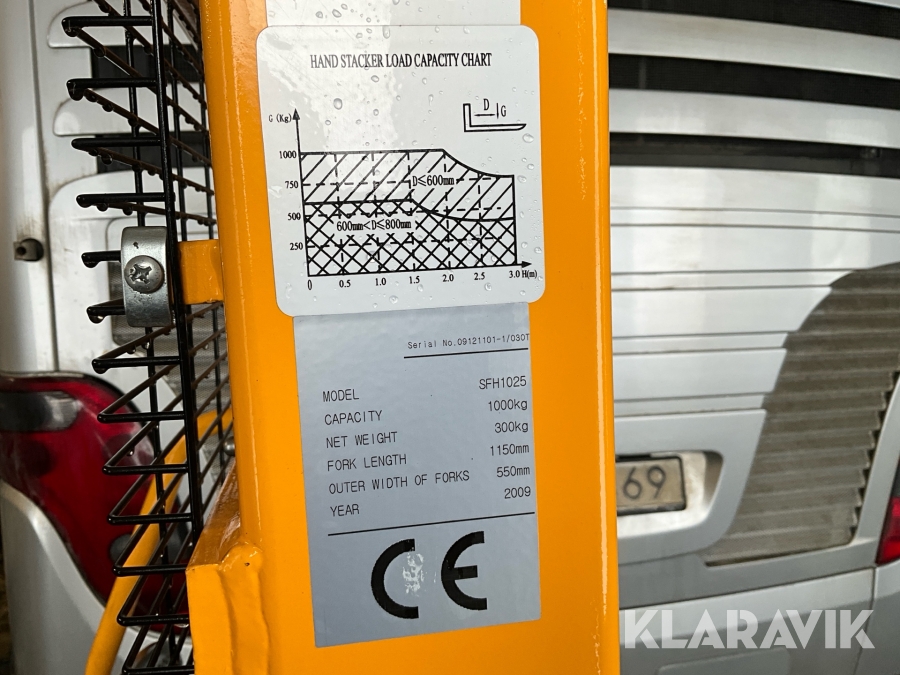 HAND STACKER LOAD CAPACITY CHART
G (Kg)
D
G
1000
750
500
250
D≤600mm
600mm<D≤800mm
0 0.5 1.0 1.5 2.0 2.5 3.0 H(m)
Serial No.09121101-1/030T
MODEL SFH1025
CAPACITY 1000kg
NET WEIGHT 300kg
FORK LENGTH 1150mm
OUTER WIDTH OF FORKS 550mm
YEAR 2009
CE
69
KLARAVIK